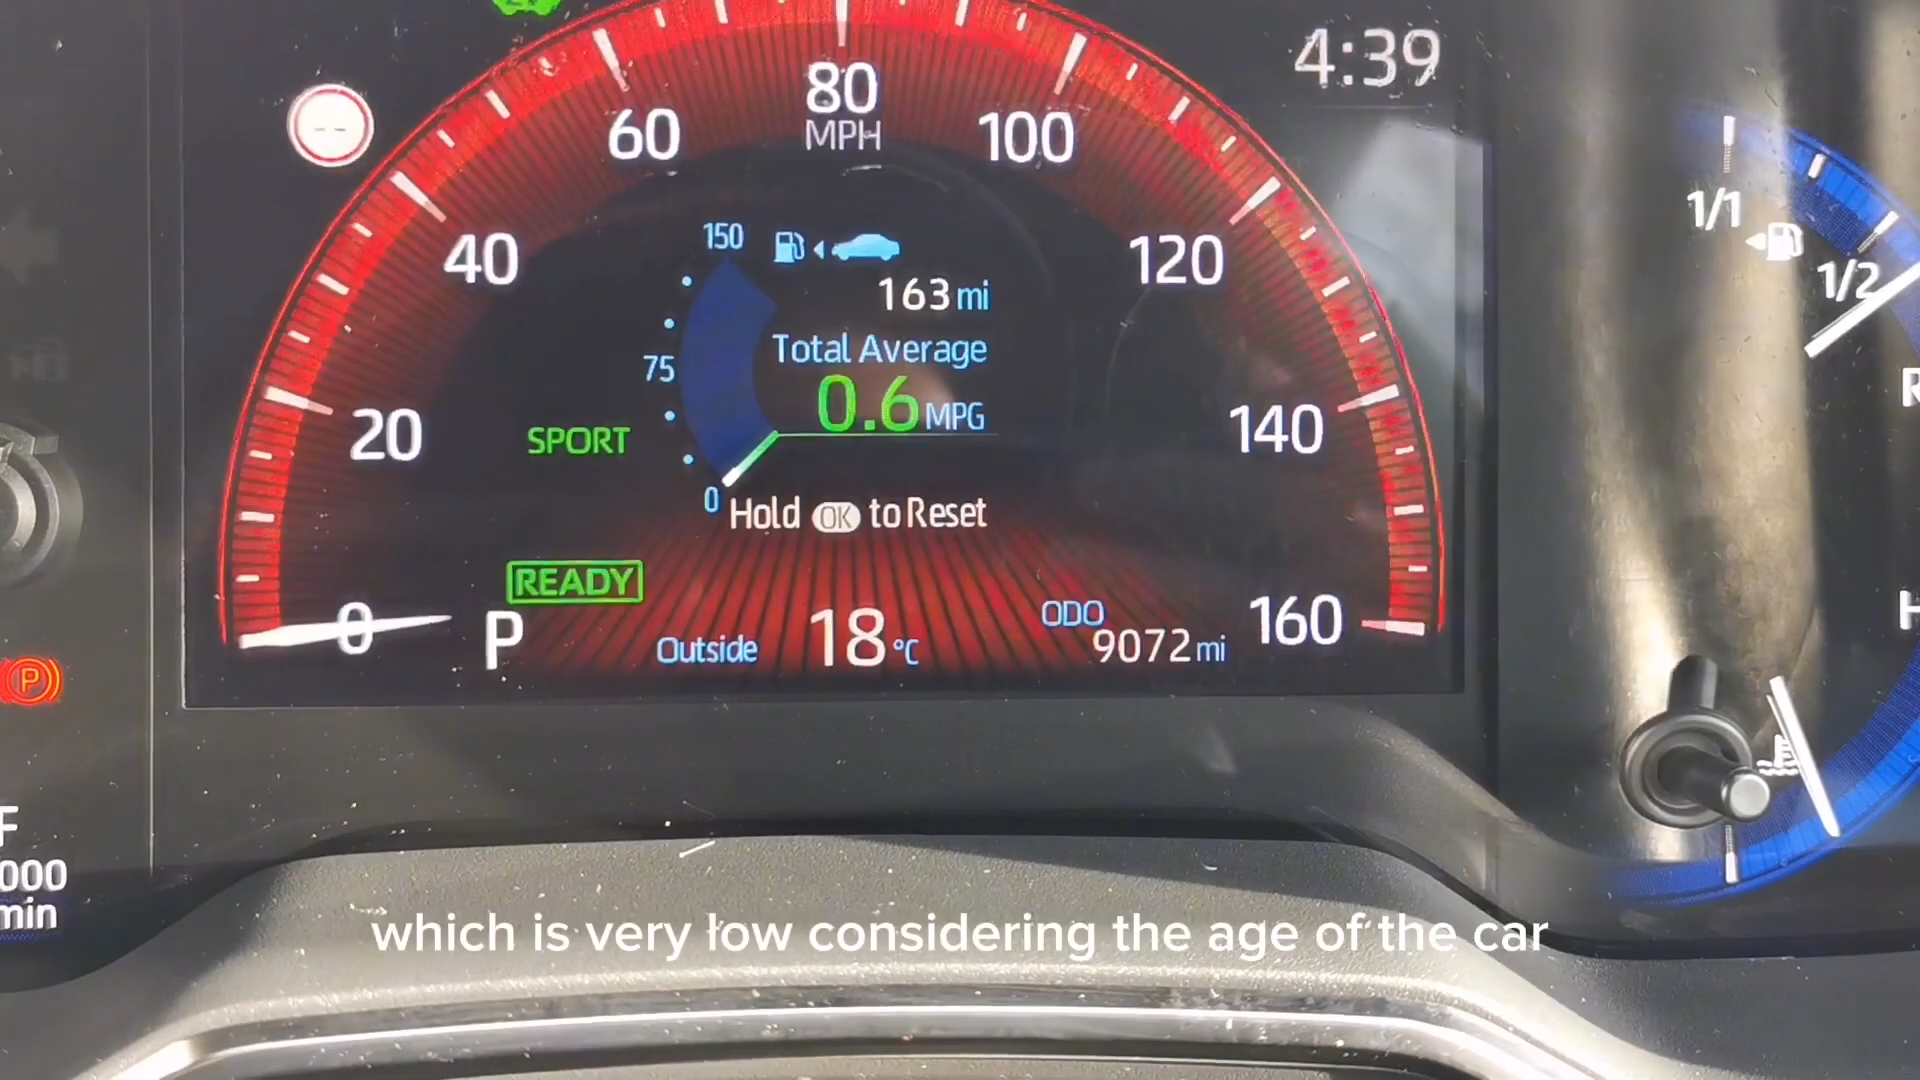 4:39
80
MPH
60
100
40
120
20
140
0
160
150
75
0
163 mi
Total Average
0.6 MPG
SPORT
Hold OK to Reset
READY
P
Outside 18 °C
ODO
9072 mi
1/1
1/2
R
H
P
F
000
min
which is very low considering the age of the car